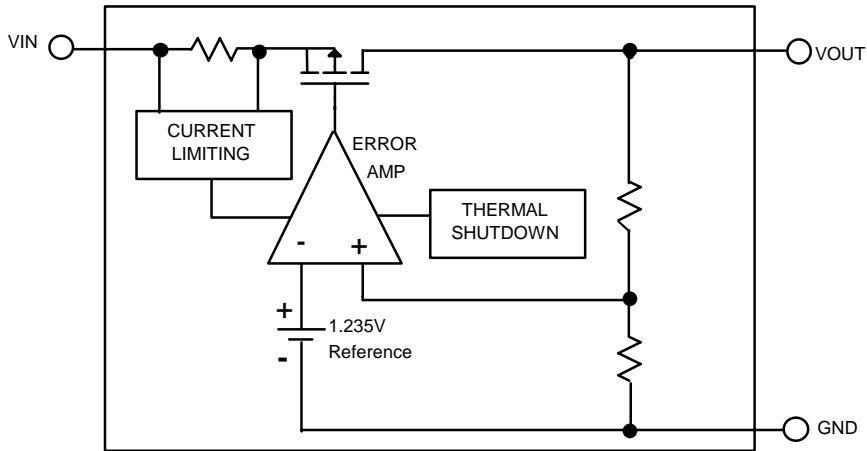 VIN
VOUT
CURRENT
LIMITING
ERROR
AMP
THERMAL
SHUTDOWN
- +
+
1.235V
Reference
-
GND